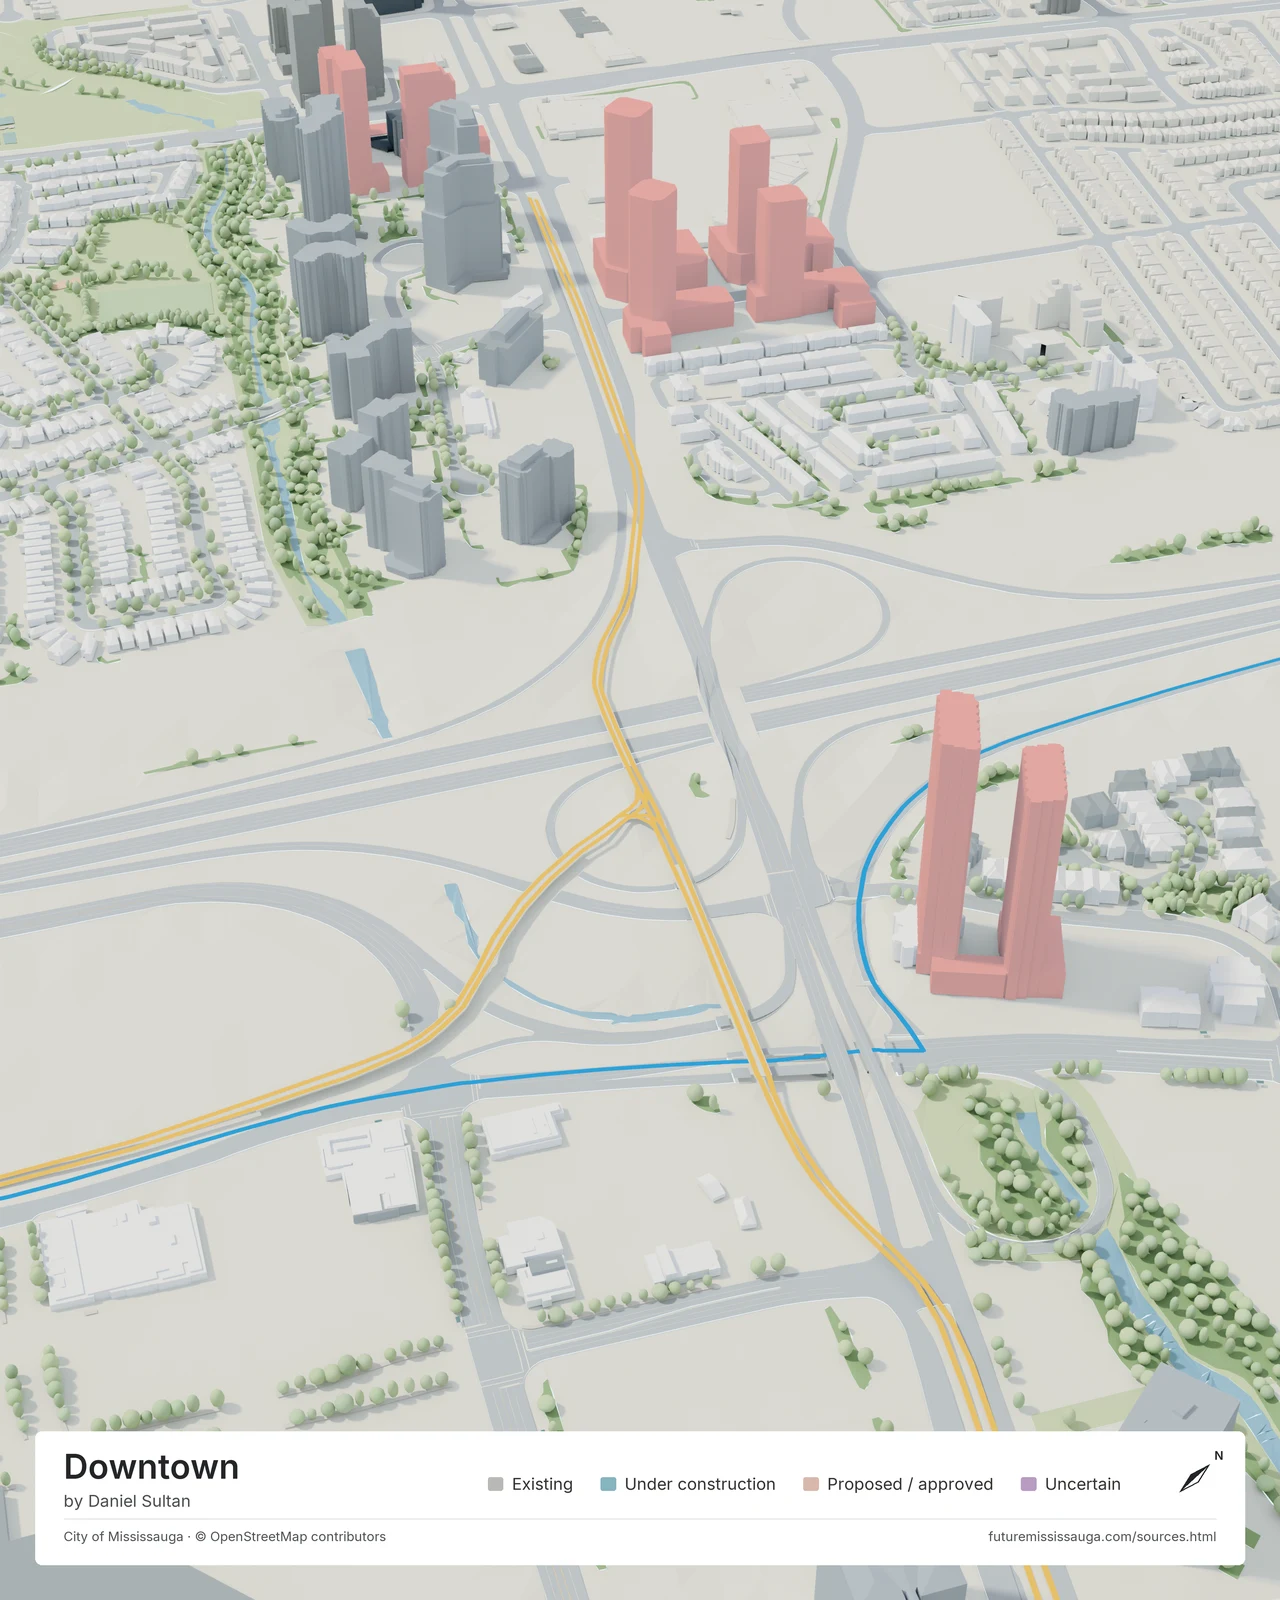 Downtown
by Daniel Sultan
Existing
Under construction
Proposed / approved
Uncertain
N
City of Mississauga · © OpenStreetMap contributors
futuremississauga.com/sources.html